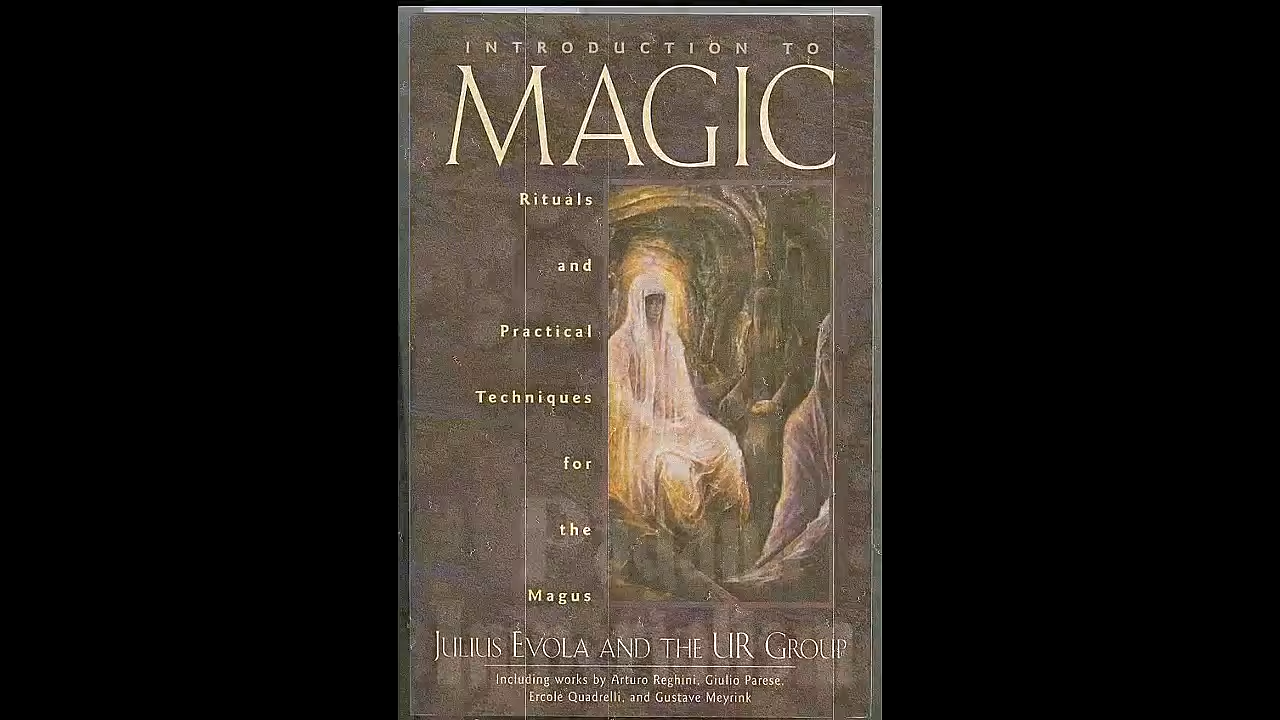 INTRODUCTION TO
MAGIC
Rituals
and
Practical
Techniques
for
the
Magus
JULIUS EVOLA AND THE UR GROUP
Including works by Arturo Reghini, Giulio Parese,
Ercole Quadrelli, and Gustave Meyrink